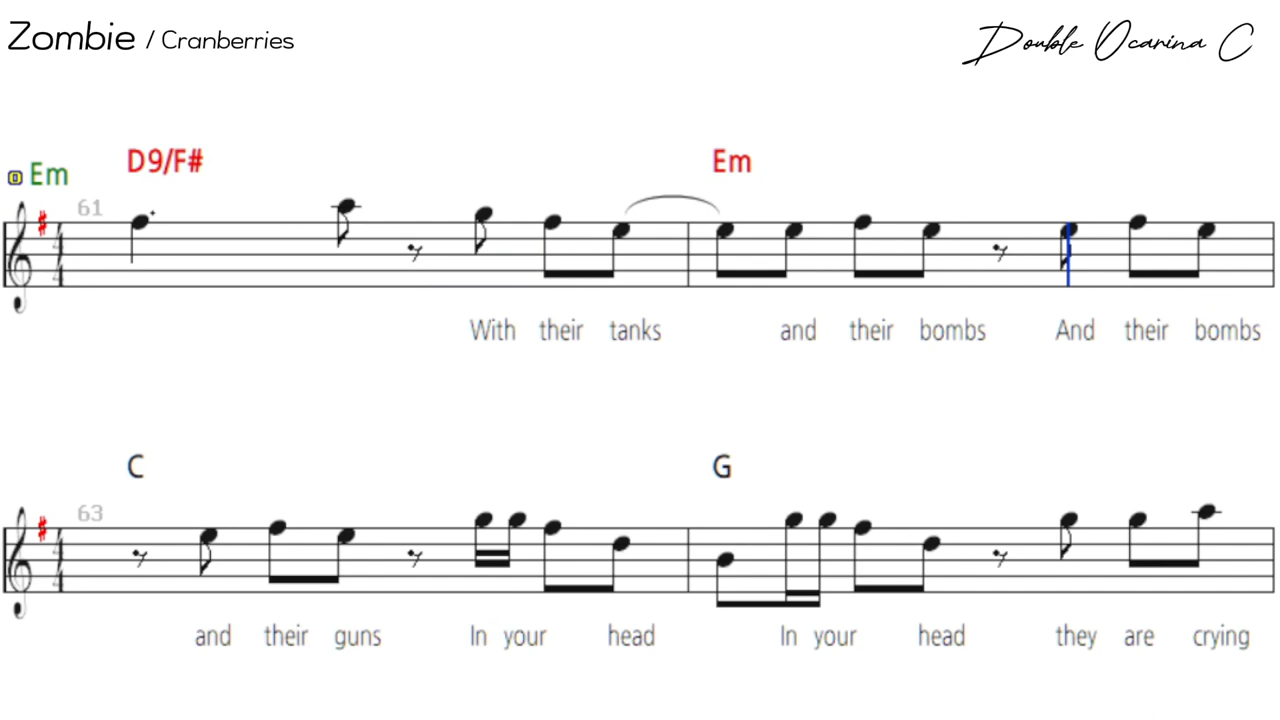 Zombie / Cranberries
Double Ocarina C
Em D9/F# Em
61
With their tanks and their bombs And their bombs
C G
63
and their guns In your head In your head they are crying